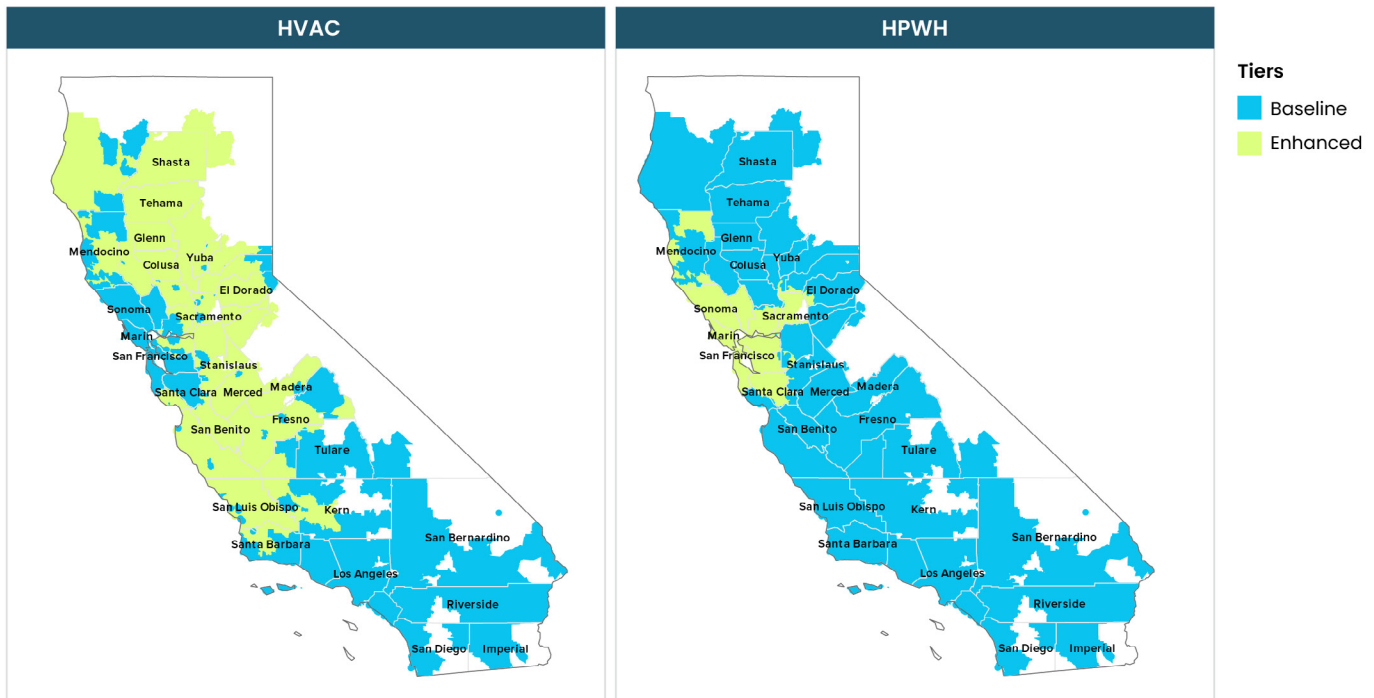 HVAC
Shasta
Tehama
Glenn
Mendocino
Yuba
Colusa
El Dorado
Sonoma
Sacramento
Marin
San Francisco
Stanislaus
Madera
Santa Clara
Merced
Fresno
San Benito
Tulare
San Luis Obispo
Kern
San Bernardino
Santa Barbara
Los Angeles
Riverside
San Diego
Imperial
HPWH
Shasta
Tehama
Glenn
Mendocino
Yuba
Colusa
El Dorado
Sonoma
Sacramento
Marin
San Francisco
Stanislaus
Madera
Santa Clara
Merced
Fresno
San Benito
Tulare
San Luis Obispo
Kern
San Bernardino
Santa Barbara
Los Angeles
Riverside
San Diego
Imperial
Tiers
Baseline
Enhanced